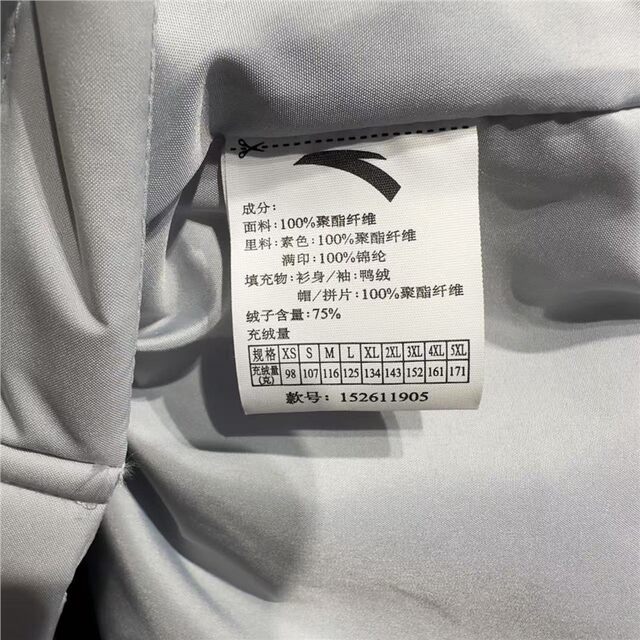 成分：
面料：100%聚酯纤维
里料：素色：100%聚酯纤维
满印：100%锦纶
填充物：衫身/袖：鸭绒
帽/拼片：100%聚酯纤维
绒子含量：75%
充绒量
规格 XS S M L XL 2XL 3XL 4XL 5XL
充绒量(克) 98 107 116 125 134 143 152 161 171
款号：152611905